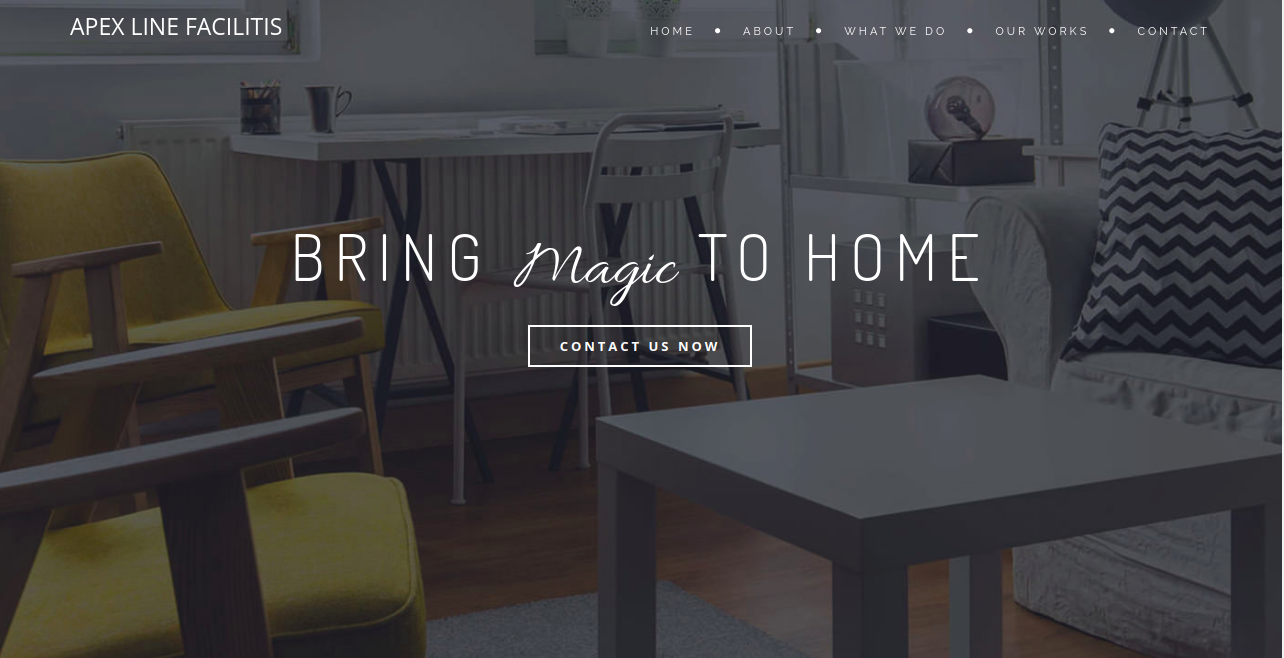 APEX LINE FACILITIS
HOME • ABOUT • WHAT WE DO • OUR WORKS • CONTACT
BRING Magic TO HOME
CONTACT US NOW